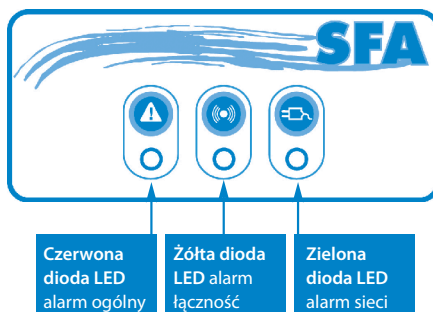 SFA
Czerwona
dioda LED
alarm ogólny
Żółta dioda
LED alarm
łączność
Zielona
dioda LED
alarm sieci